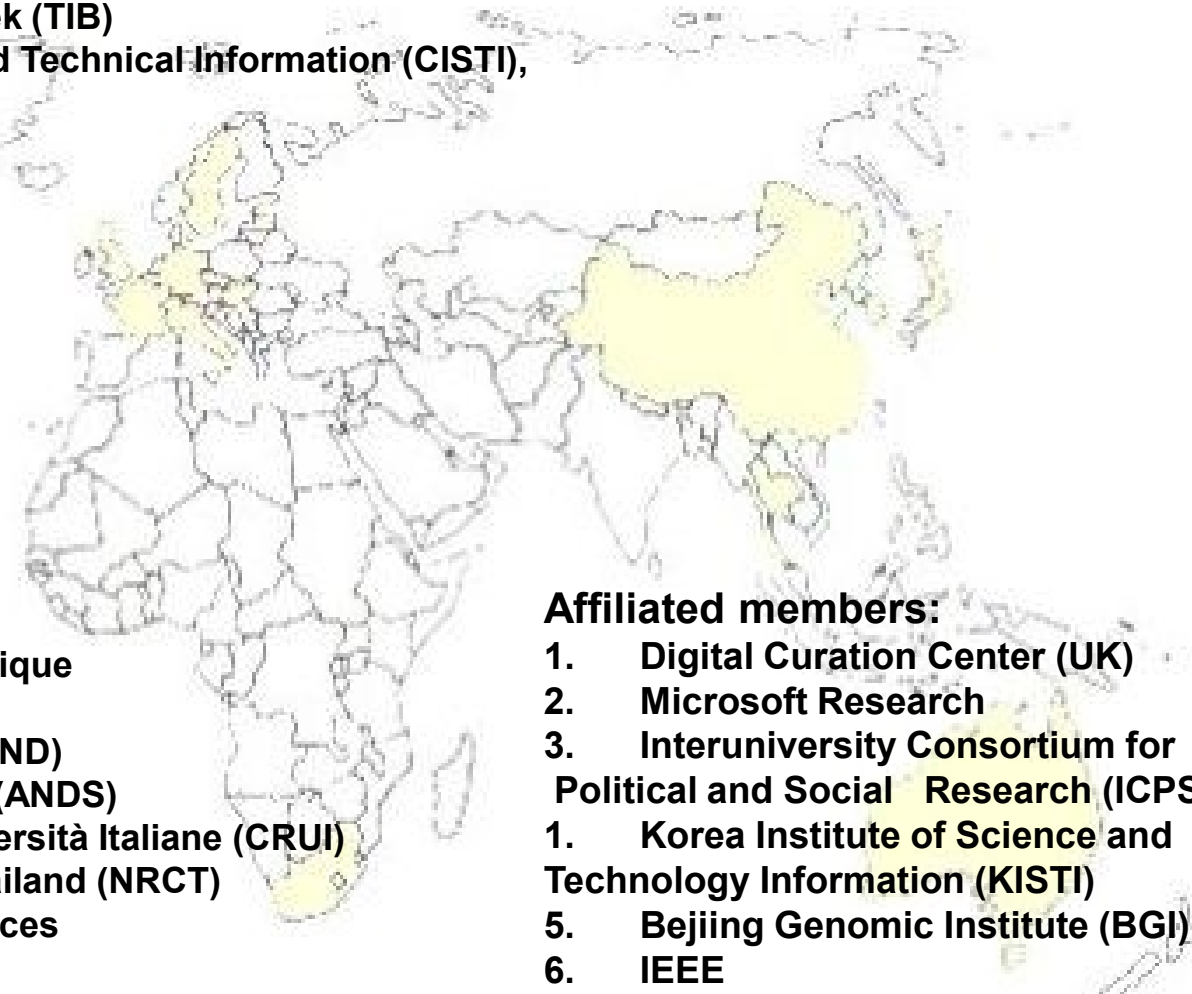 ek (TIB)
d Technical Information (CISTI),
ique
ND)
(ANDS)
ersità Italiane (CRUI)
ailand (NRCT)
ces
Affiliated members:
1. Digital Curation Center (UK)
2. Microsoft Research
3. Interuniversity Consortium for
Political and Social Research (ICPS
1. Korea Institute of Science and
Technology Information (KISTI)
5. Bejiing Genomic Institute (BGI)
6. IEEE